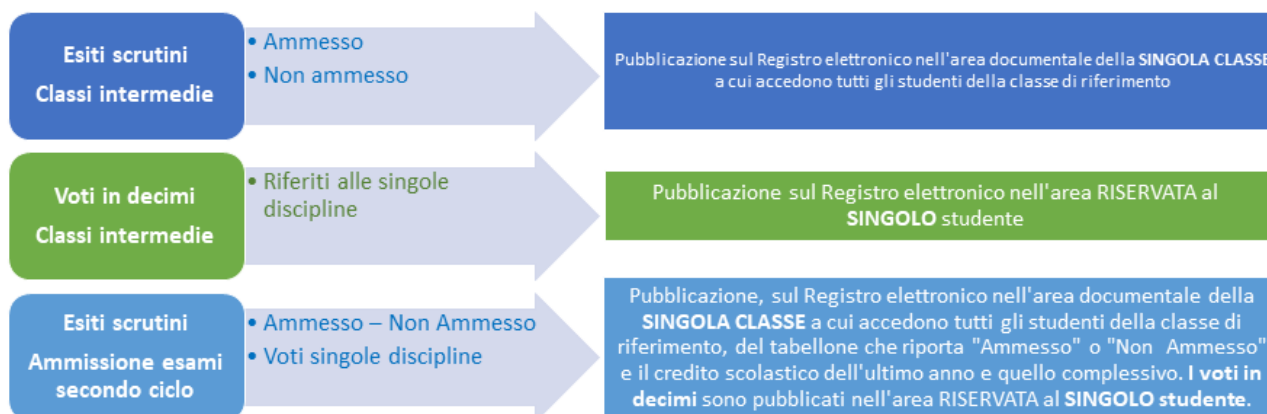 Esiti scrutini
Classi intermedie
• Ammesso
• Non ammesso
Pubblicazione sul Registro elettronico nell'area documentale della SINGOLA CLASSE
a cui accedono tutti gli studenti della classe di riferimento
Voti in decimi
Classi intermedie
• Riferiti alle singole
discipline
Pubblicazione sul Registro elettronico nell'area RISERVATA al
SINGOLO studente
Esiti scrutini
Ammissione esami
secondo ciclo
• Ammesso – Non Ammesso
• Voti singole discipline
Pubblicazione, sul Registro elettronico nell'area documentale della
SINGOLA CLASSE a cui accedono tutti gli studenti della classe di
riferimento, del tabellone che riporta "Ammesso" o "Non Ammesso"
e il credito scolastico dell'ultimo anno e quello complessivo. I voti in
decimi sono pubblicati nell'area RISERVATA al SINGOLO studente.